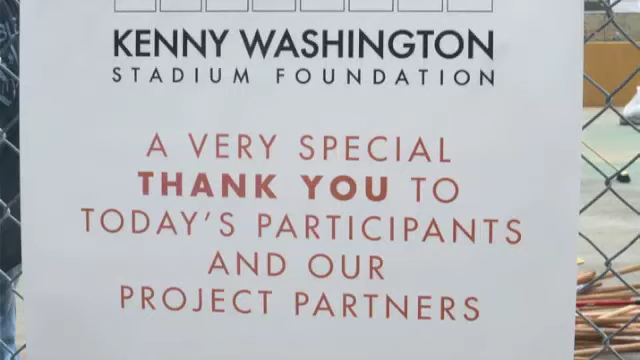 KENNY WASHINGTON
STADIUM FOUNDATION
A VERY SPECIAL
THANK YOU TO
TODAY'S PARTICIPANTS
AND OUR
PROJECT PARTNERS